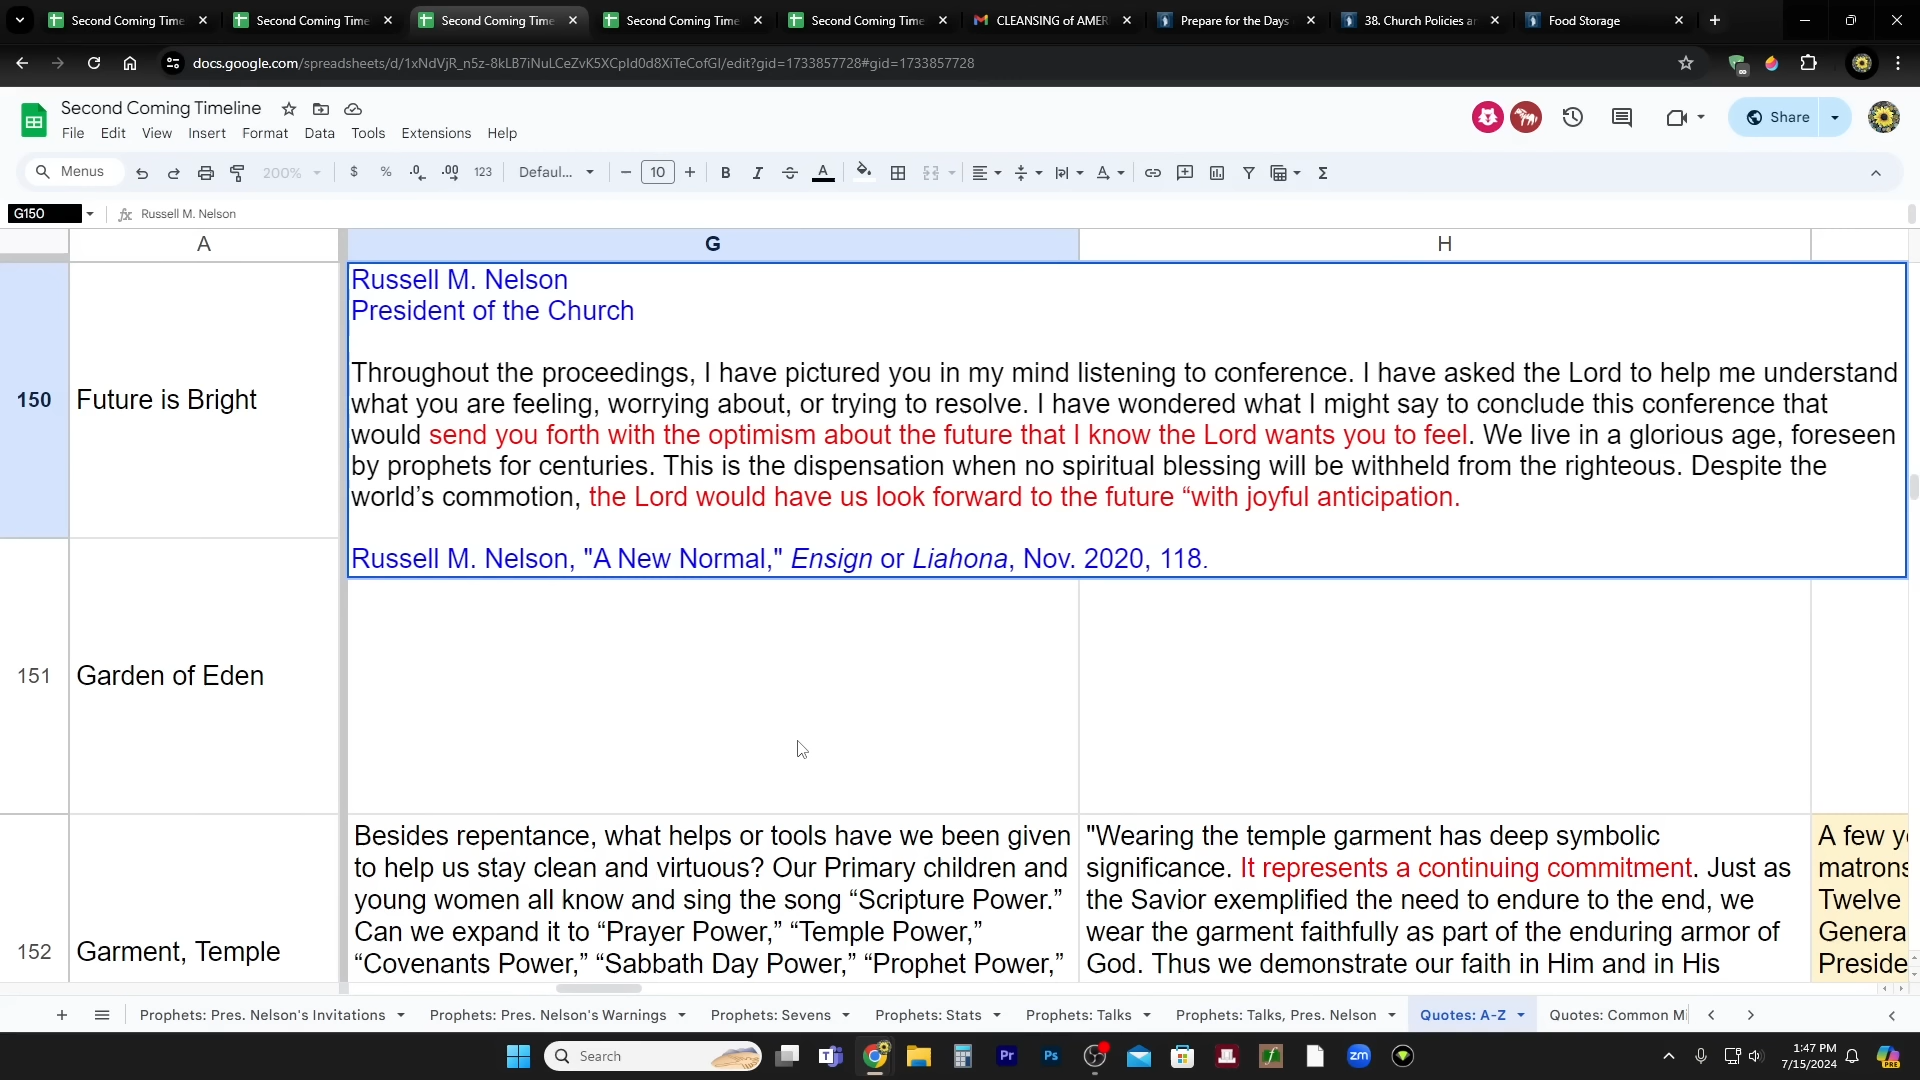 Second Coming Time
Second Coming Time
Second Coming Time
Second Coming Time
Second Coming Time
CLEANSING of AMER
Prepare for the Days
38. Church Policies an
Food Storage
docs.google.com/spreadsheets/d/1xNdVjR_n5z-8kLB7iNuLCeZvK5XCpId0d8XiTeCofGI/edit?gid=1733857728#gid=1733857728
Second Coming Timeline
File Edit View Insert Format Data Tools Extensions Help
Share
Menus
200%
$ % .0 .00 123
Defaul...
10
B I A
G150
fx Russell M. Nelson
A G H
150 Future is Bright
Russell M. Nelson
President of the Church
Throughout the proceedings, I have pictured you in my mind listening to conference. I have asked the Lord to help me understand
what you are feeling, worrying about, or trying to resolve. I have wondered what I might say to conclude this conference that
would send you forth with the optimism about the future that I know the Lord wants you to feel. We live in a glorious age, foreseen
by prophets for centuries. This is the dispensation when no spiritual blessing will be withheld from the righteous. Despite the
world’s commotion, the Lord would have us look forward to the future “with joyful anticipation.
Russell M. Nelson, "A New Normal," Ensign or Liahona, Nov. 2020, 118.
151 Garden of Eden
152 Garment, Temple
Besides repentance, what helps or tools have we been given
to help us stay clean and virtuous? Our Primary children and
young women all know and sing the song “Scripture Power.”
Can we expand it to “Prayer Power,” “Temple Power,”
“Covenants Power,” “Sabbath Day Power,” “Prophet Power,”
"Wearing the temple garment has deep symbolic
significance. It represents a continuing commitment. Just as
the Savior exemplified the need to endure to the end, we
wear the garment faithfully as part of the enduring armor of
God. Thus we demonstrate our faith in Him and in His
A few y
matrons
Twelve
Genera
Preside
Prophets: Pres. Nelson's Invitations
Prophets: Pres. Nelson's Warnings
Prophets: Sevens
Prophets: Stats
Prophets: Talks
Prophets: Talks, Pres. Nelson
Quotes: A-Z
Quotes: Common Mi
Search
Pr
Ps
zm
1:47 PM
7/15/2024
PRE